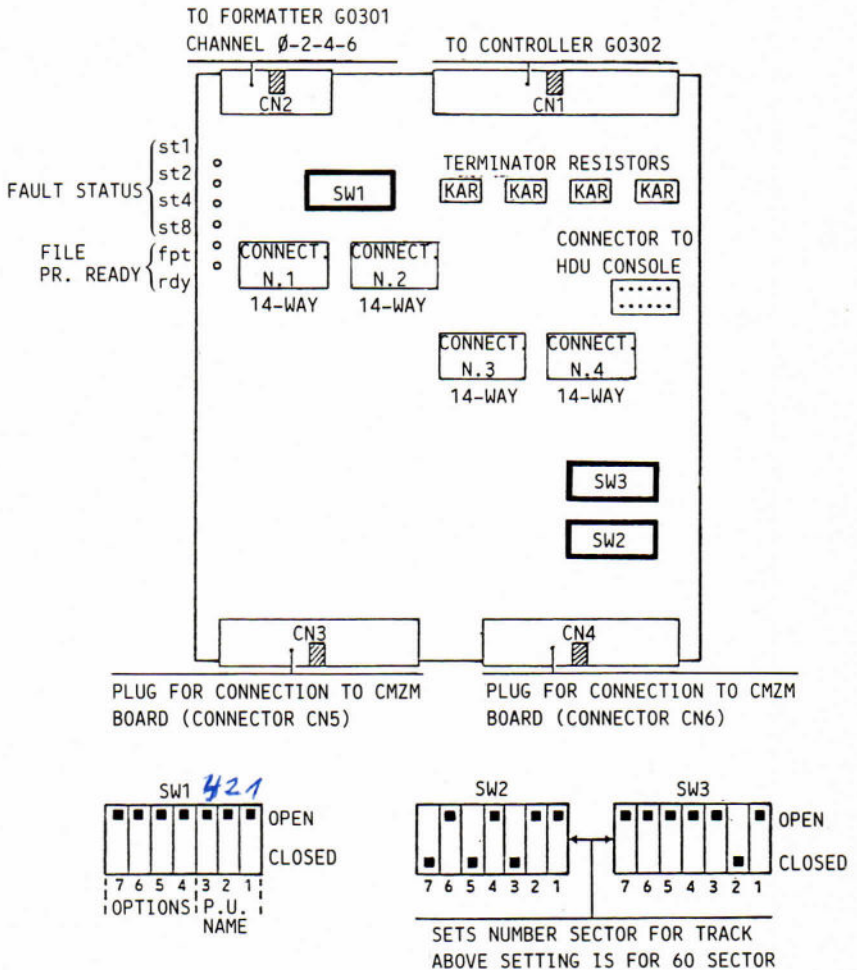 TO FORMATTER GO301
CHANNEL Ø-2-4-6
TO CONTROLLER GO302
CN2
CN1
FAULT STATUS
st1
st2
st4
st8
FILE
PR. READY
fpt
rdy
SW1
TERMINATOR RESISTORS
KAR KAR KAR KAR
CONNECTOR TO
HDU CONSOLE
CONNECT.
N.1
14-WAY
CONNECT.
N.2
14-WAY
CONNECT.
N.3
14-WAY
CONNECT.
N.4
14-WAY
SW3
SW2
CN3
CN4
PLUG FOR CONNECTION TO CMZM
BOARD (CONNECTOR CN5)
PLUG FOR CONNECTION TO CMZM
BOARD (CONNECTOR CN6)
SW1 421
OPEN
CLOSED
7 6 5 4 3 2 1
OPTIONS P.U.
NAME
SW2
7 6 5 4 3 2 1
SW3
OPEN
CLOSED
7 6 5 4 3 2 1
SETS NUMBER SECTOR FOR TRACK
ABOVE SETTING IS FOR 60 SECTOR